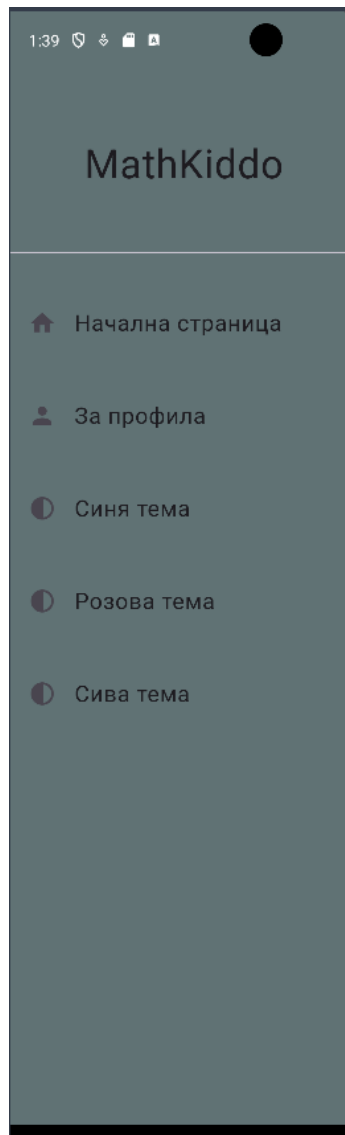 1:39
MathKiddo
Начална страница
За профила
Синя тема
Розова тема
Сива тема